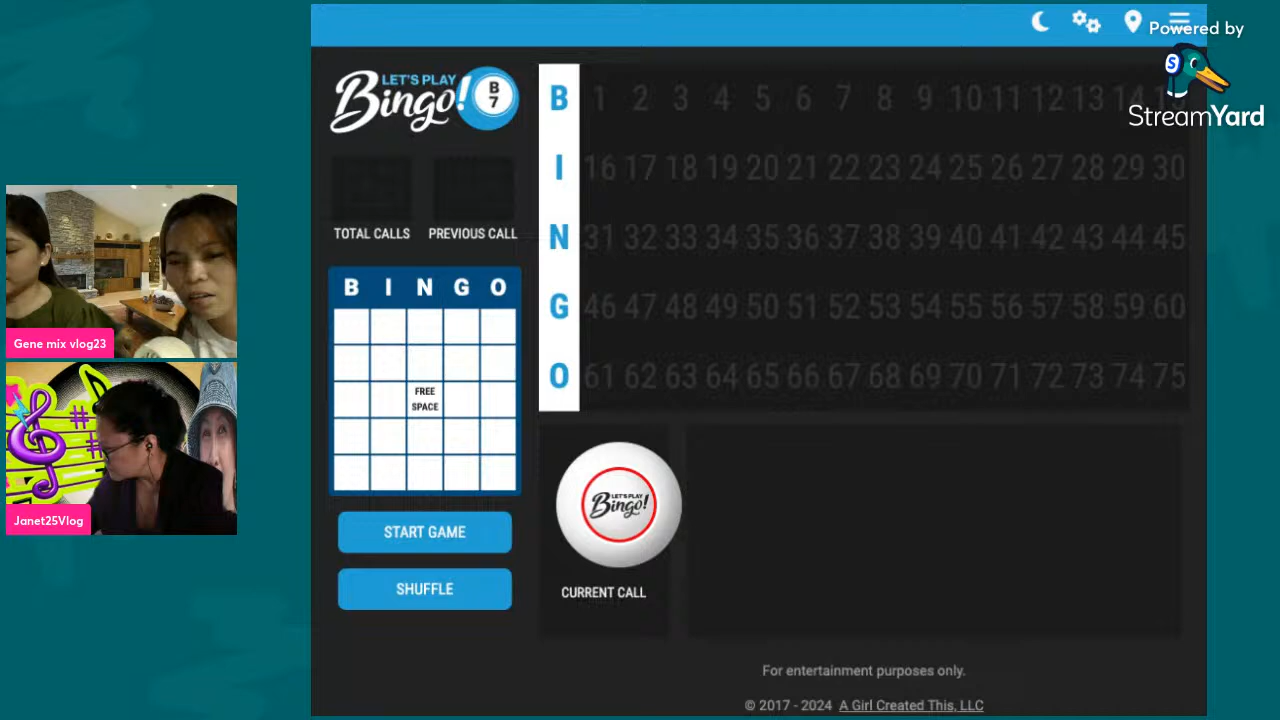 Powered by
StreamYard
LET'S PLAY
Bingo!
B
7
TOTAL CALLS PREVIOUS CALL
B I N G O
FREE
SPACE
START GAME
SHUFFLE
B 1 2 3 4 5 6 7 8 9 10 11 12 13 14 15
I 16 17 18 19 20 21 22 23 24 25 26 27 28 29 30
N 31 32 33 34 35 36 37 38 39 40 41 42 43 44 45
G 46 47 48 49 50 51 52 53 54 55 56 57 58 59 60
O 61 62 63 64 65 66 67 68 69 70 71 72 73 74 75
LET'S PLAY
Bingo!
CURRENT CALL
Gene mix vlog23
Janet25Vlog
For entertainment purposes only.
© 2017 - 2024 A Girl Created This, LLC